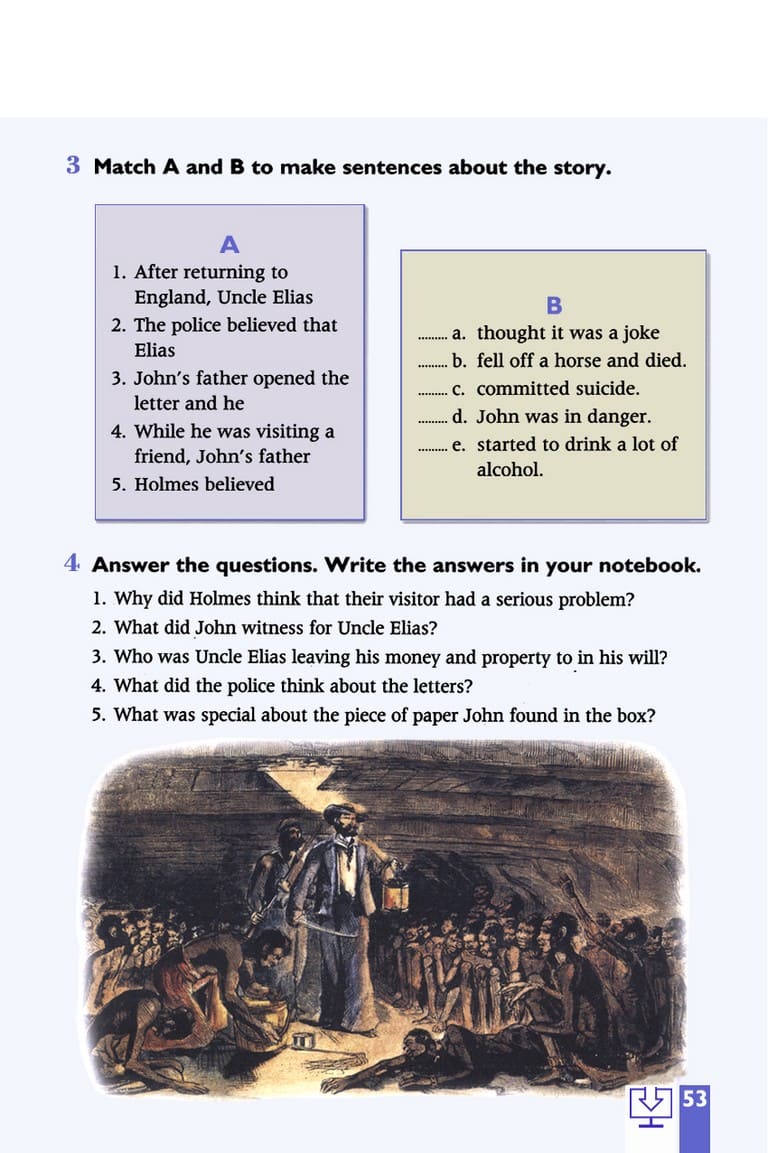 3 Match A and B to make sentences about the story.
A
1. After returning to
England, Uncle Elias
2. The police believed that
Elias
3. John's father opened the
letter and he
4. While he was visiting a
friend, John's father
5. Holmes believed
B
......... a. thought it was a joke
......... b. fell off a horse and died.
......... c. committed suicide.
......... d. John was in danger.
......... e. started to drink a lot of
alcohol.
4 Answer the questions. Write the answers in your notebook.
1. Why did Holmes think that their visitor had a serious problem?
2. What did John witness for Uncle Elias?
3. Who was Uncle Elias leaving his money and property to in his will?
4. What did the police think about the letters?
5. What was special about the piece of paper John found in the box?
53